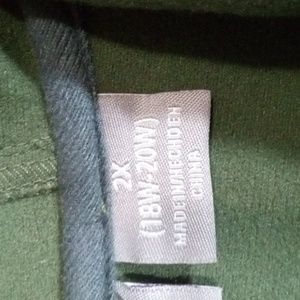 2X
(18W-20W)
MADE IN/HECHO EN
CHINA